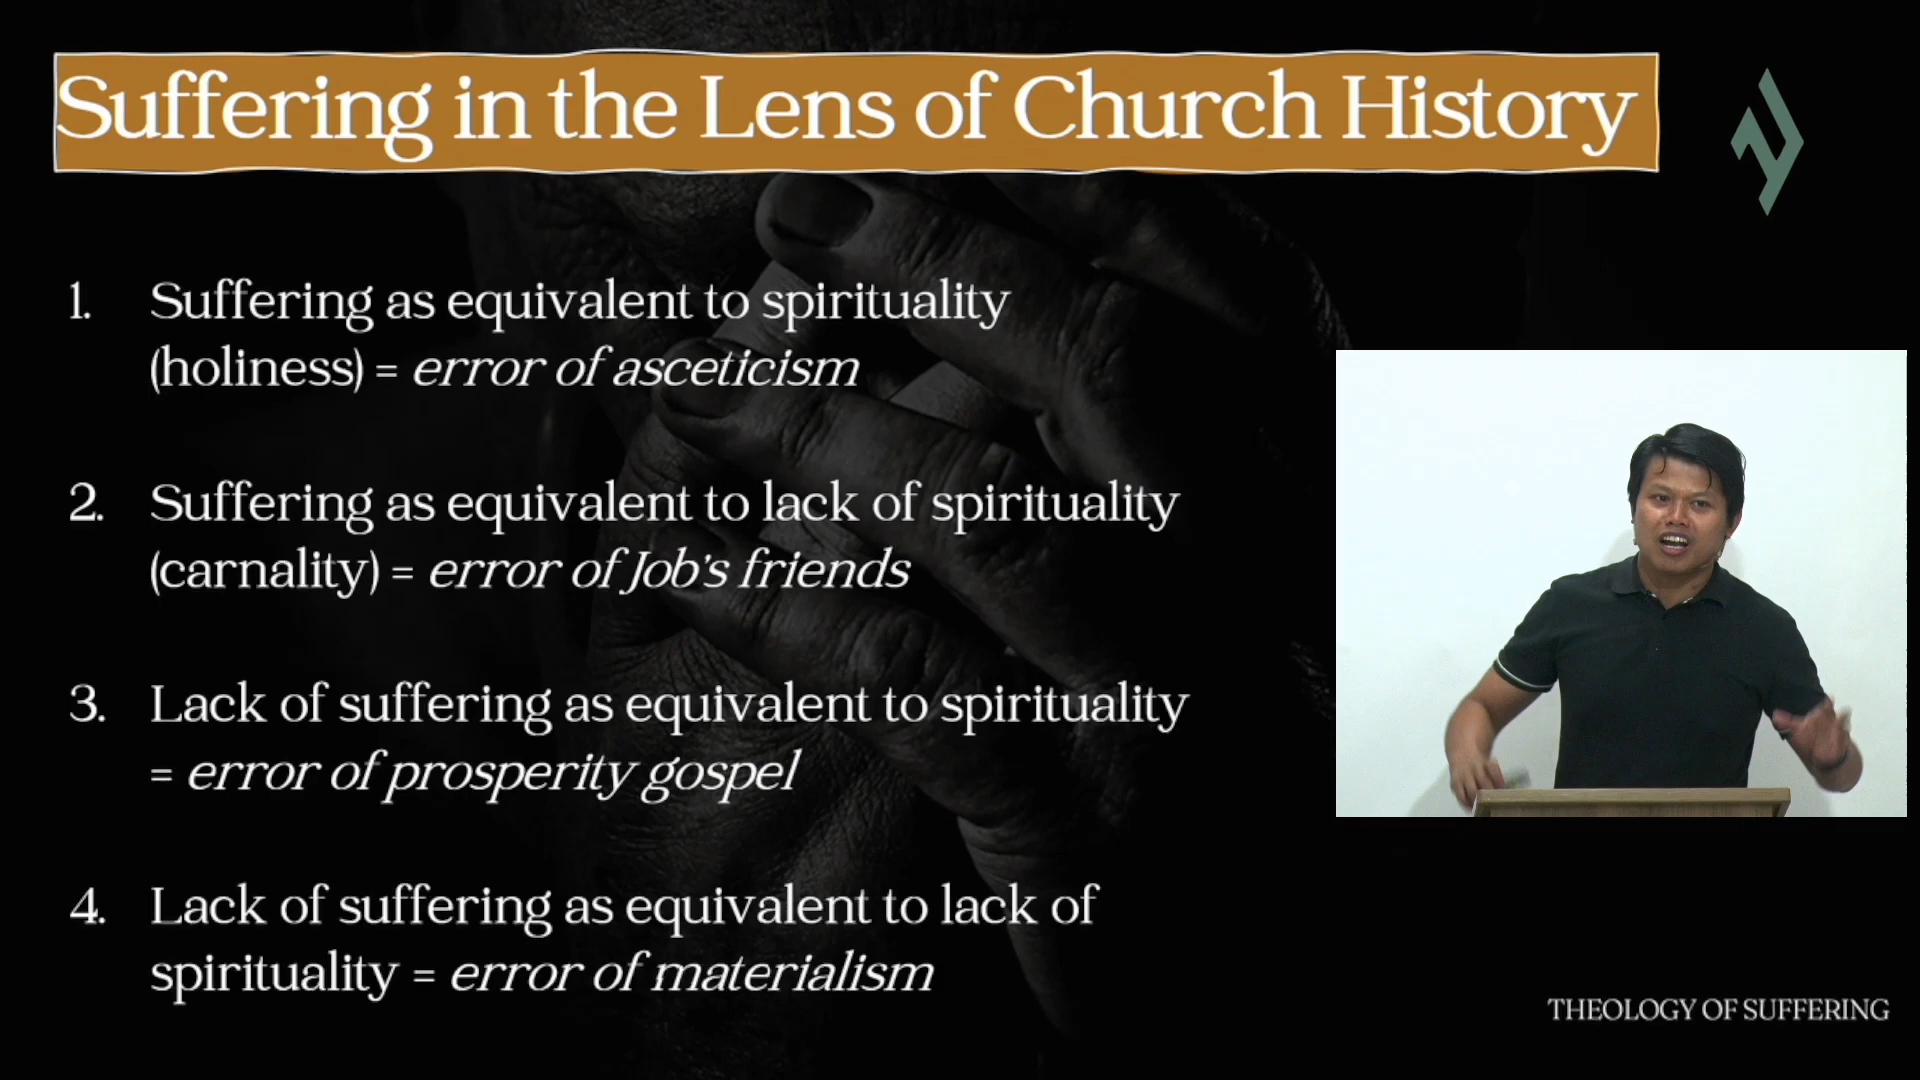 Suffering in the Lens of Church History
1. Suffering as equivalent to spirituality
(holiness) = error of asceticism
2. Suffering as equivalent to lack of spirituality
(carnality) = error of Job's friends
3. Lack of suffering as equivalent to spirituality
= error of prosperity gospel
4. Lack of suffering as equivalent to lack of
spirituality = error of materialism
THEOLOGY OF SUFFERING